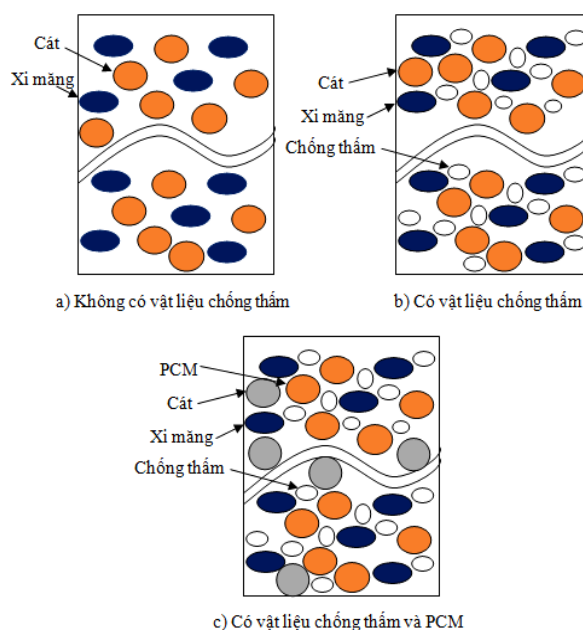 Cát
Xi măng
a) Không có vật liệu chống thấm
Cát
Xi măng
Chống thấm
b) Có vật liệu chống thấm
PCM
Cát
Xi măng
Chống thấm
c) Có vật liệu chống thấm và PCM